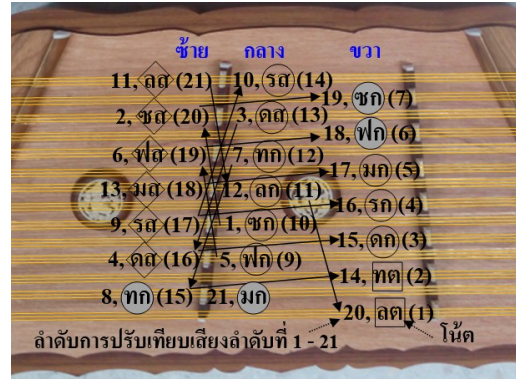 ซ้าย กลาง ขวา
11, ลส (21) 10, รส (14)
19, ซก (7)
2, ซส (20) 3, ดส (13)
18, ฟก (6)
6, ฟส (19) 7, ทก (12)
17, มก (5)
13, มส (18) 12, ลก (11)
16, รก (4)
9, รส (17) 1, ซก (10)
15, ดก (3)
4, ดส (16) 5, ฟก (9)
14, ทต (2)
8, ทก (15) 21, มก
20, ลต (1)
ลำดับการปรับเทียบเสียงลำดับที่ 1 - 21 โน้ต